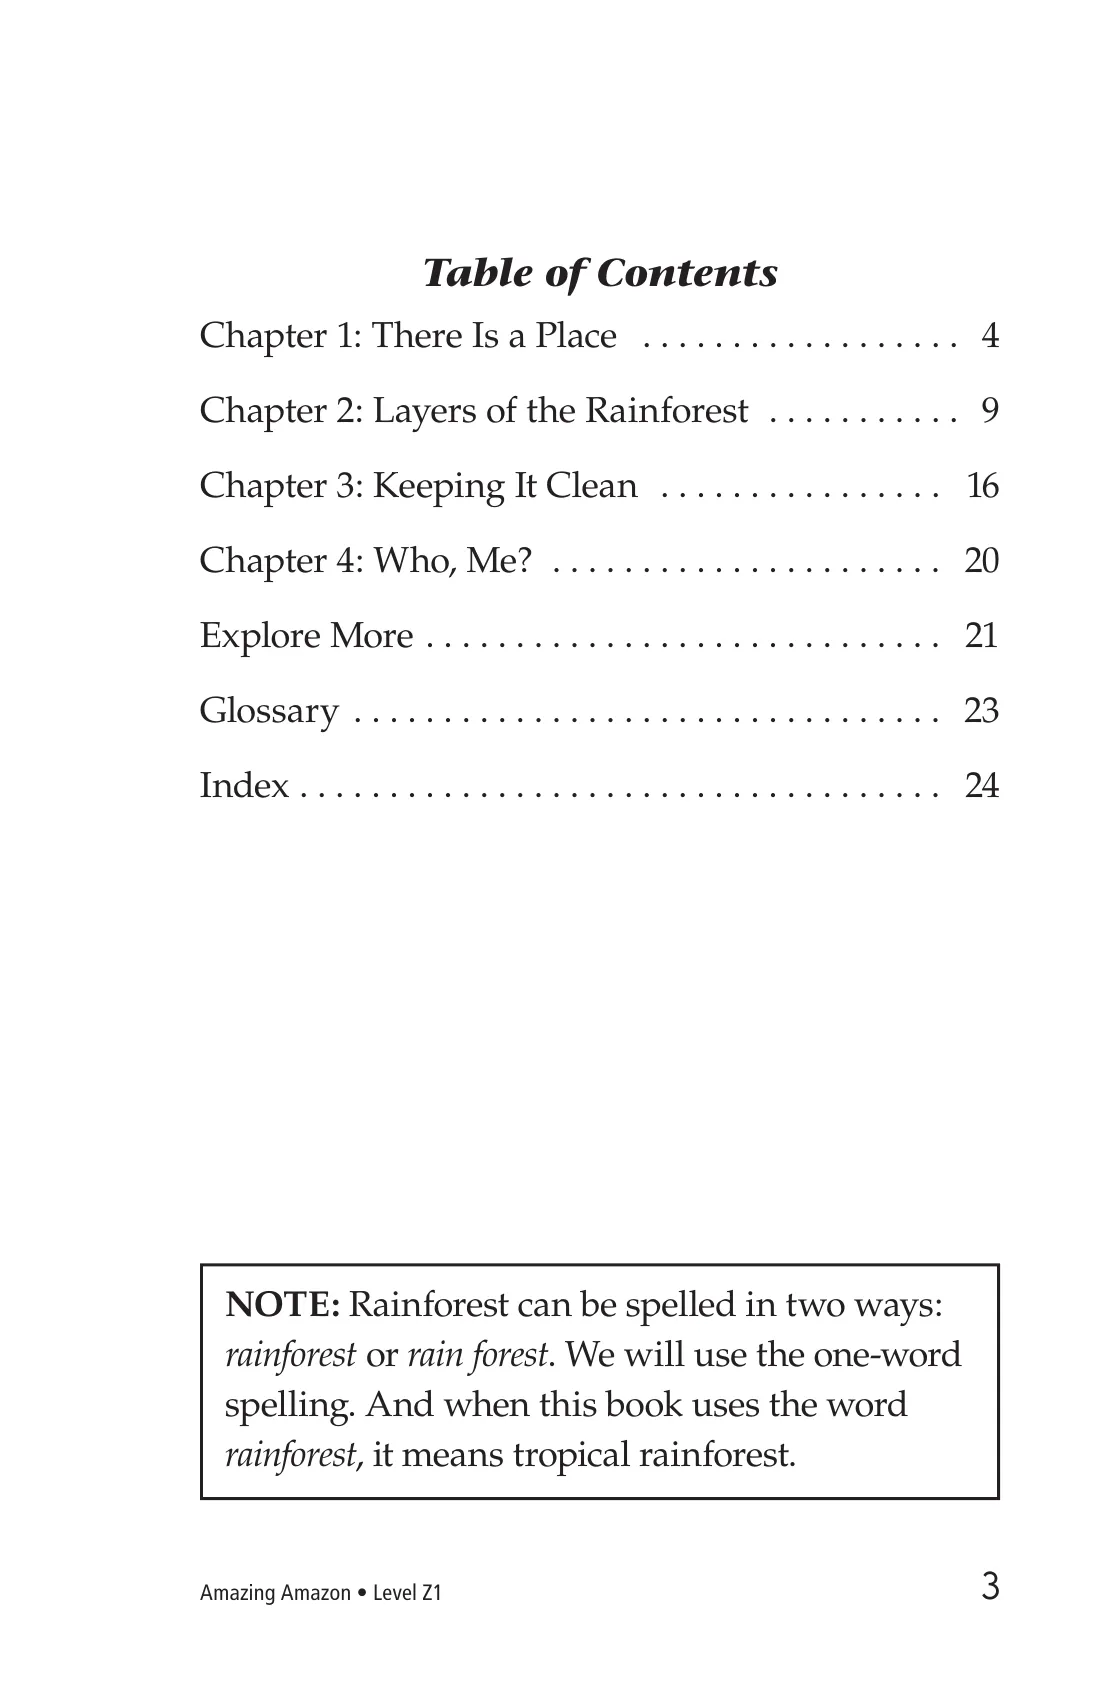 Table of Contents
Chapter 1: There Is a Place . . . . . . . . . . . . . . . . . . 4
Chapter 2: Layers of the Rainforest . . . . . . . . . . . 9
Chapter 3: Keeping It Clean . . . . . . . . . . . . . . . . 16
Chapter 4: Who, Me? . . . . . . . . . . . . . . . . . . . . . . 20
Explore More . . . . . . . . . . . . . . . . . . . . . . . . . . . . . 21
Glossary . . . . . . . . . . . . . . . . . . . . . . . . . . . . . . . . . 23
Index . . . . . . . . . . . . . . . . . . . . . . . . . . . . . . . . . . . . 24
NOTE: Rainforest can be spelled in two ways:
rainforest or rain forest. We will use the one-word
spelling. And when this book uses the word
rainforest, it means tropical rainforest.
Amazing Amazon • Level Z1 3